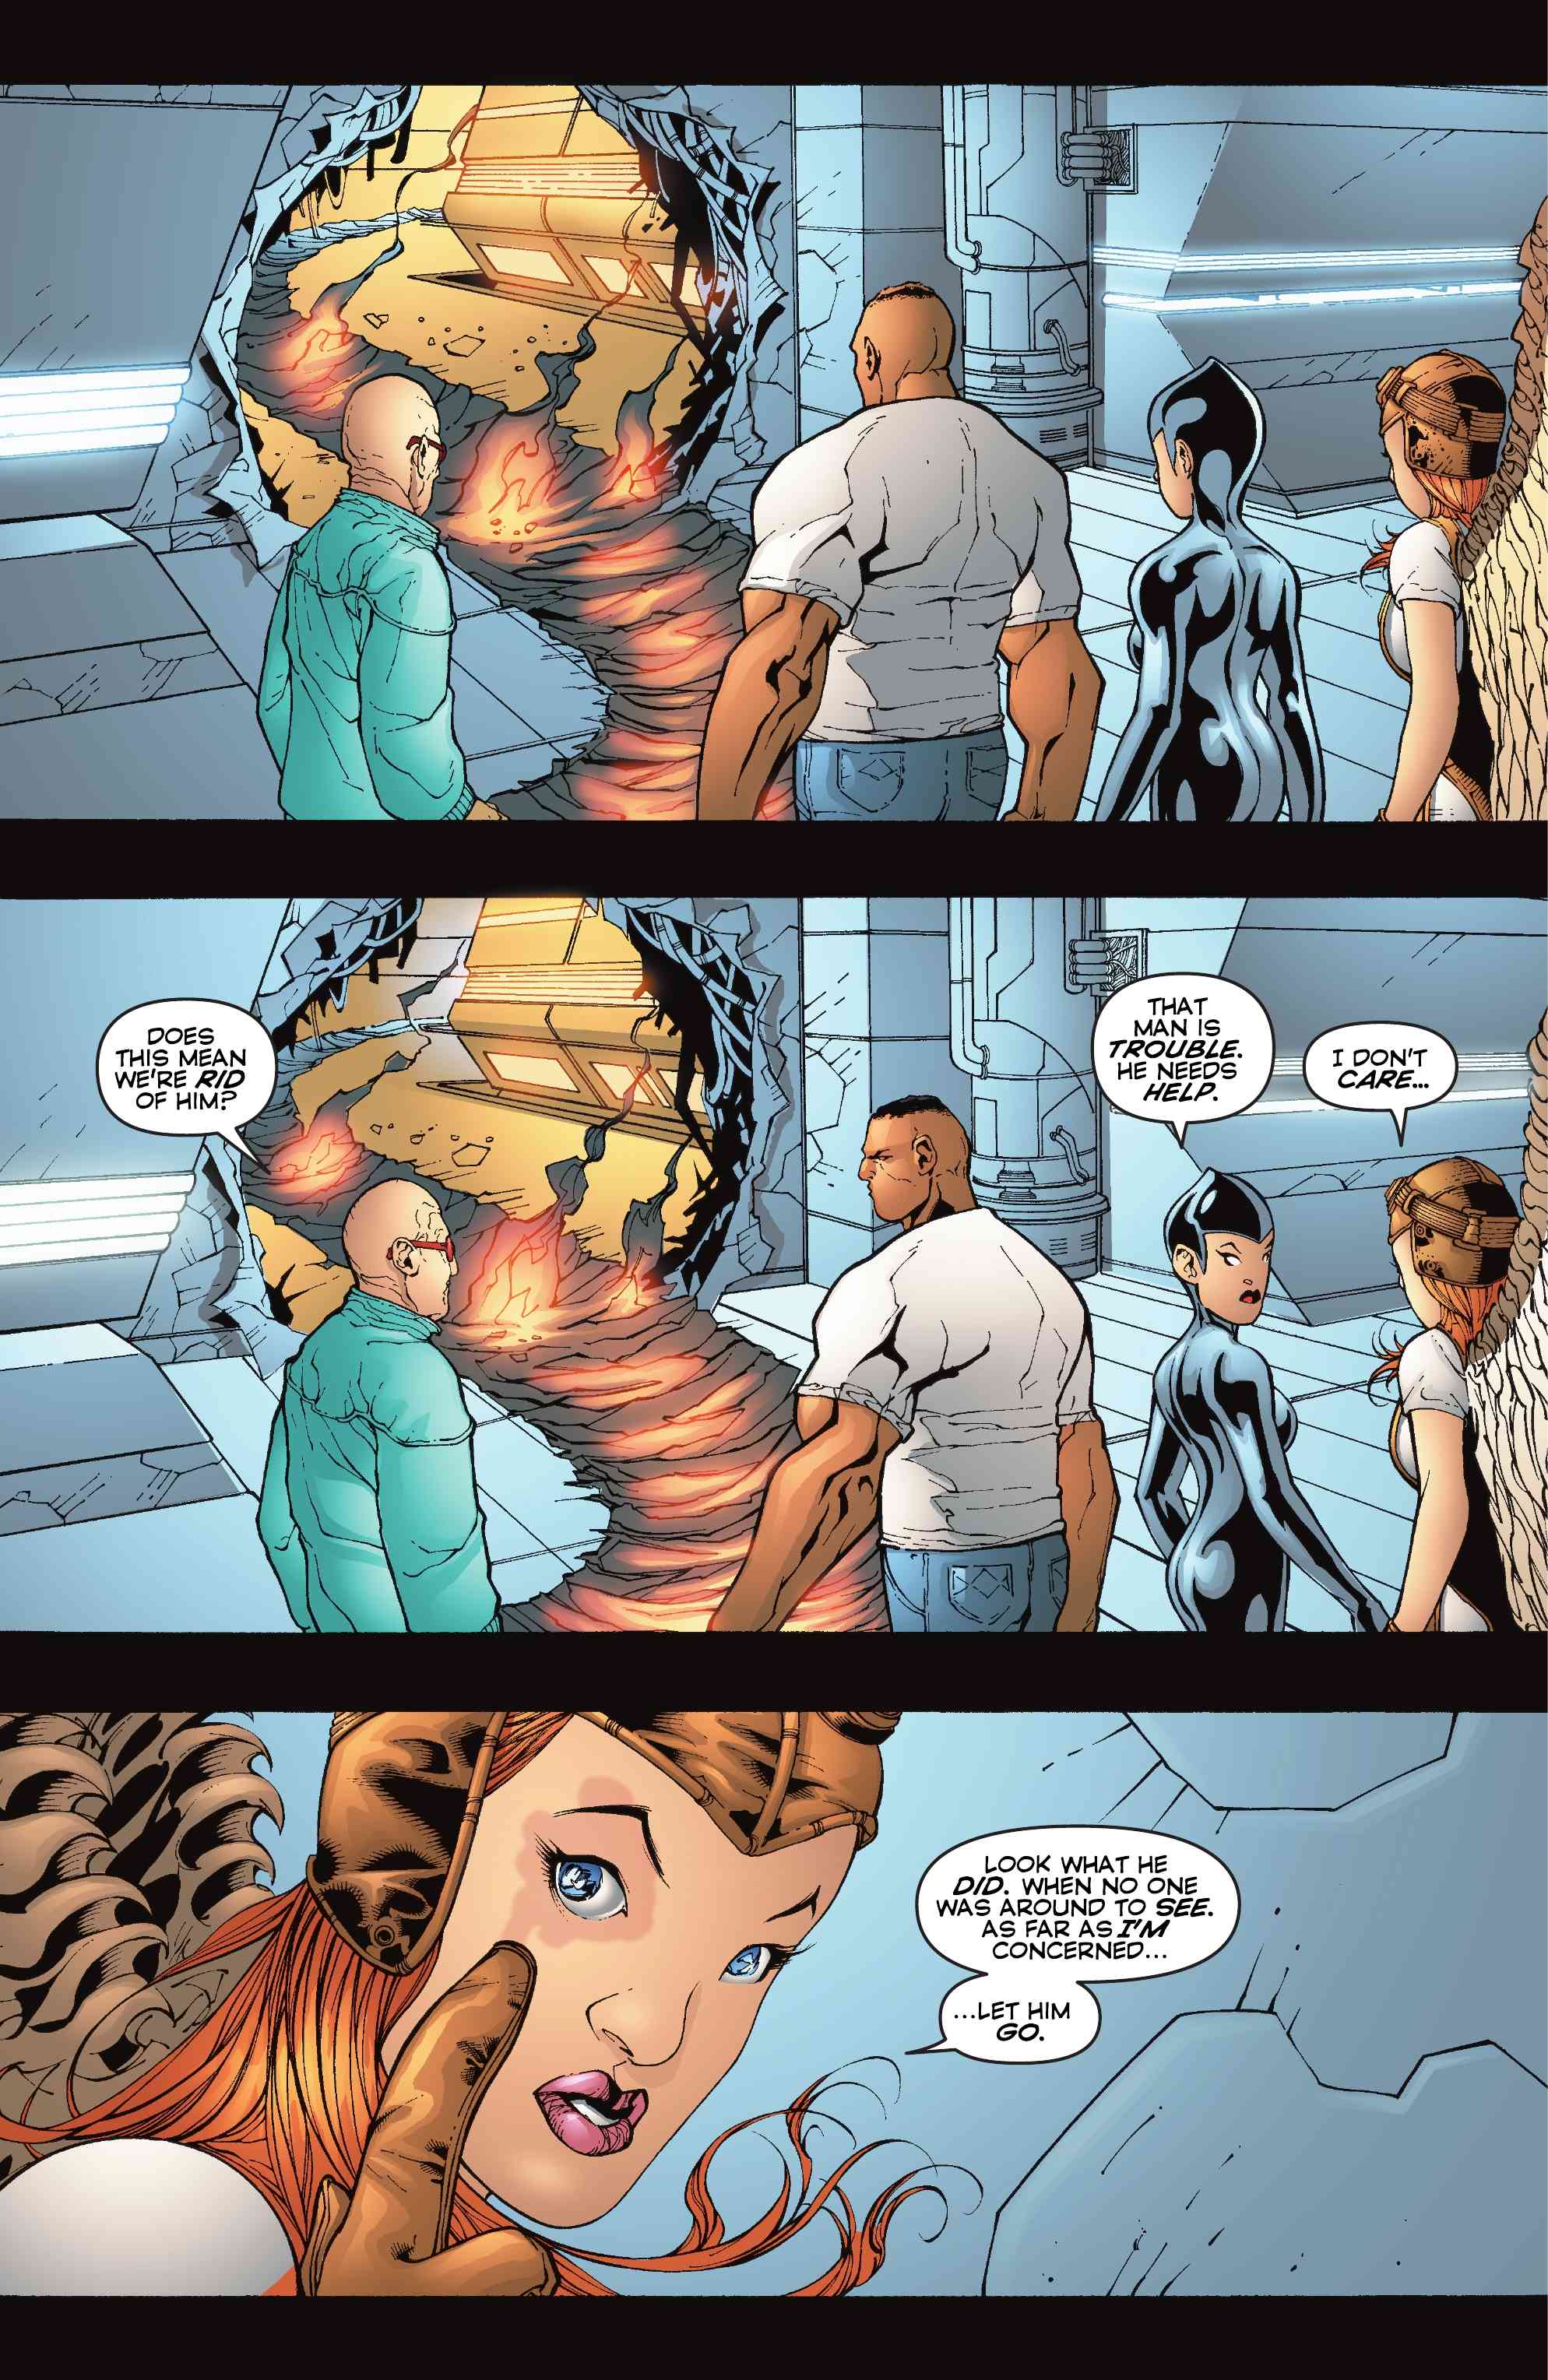 DOES
THIS MEAN
WE'RE RID
OF HIM?
THAT
MAN IS
TROUBLE.
HE NEEDS
HELP.
I DON'T
CARE...
LOOK WHAT HE
DID. WHEN NO ONE
WAS AROUND TO SEE.
AS FAR AS I'M
CONCERNED...
...LET HIM
GO.